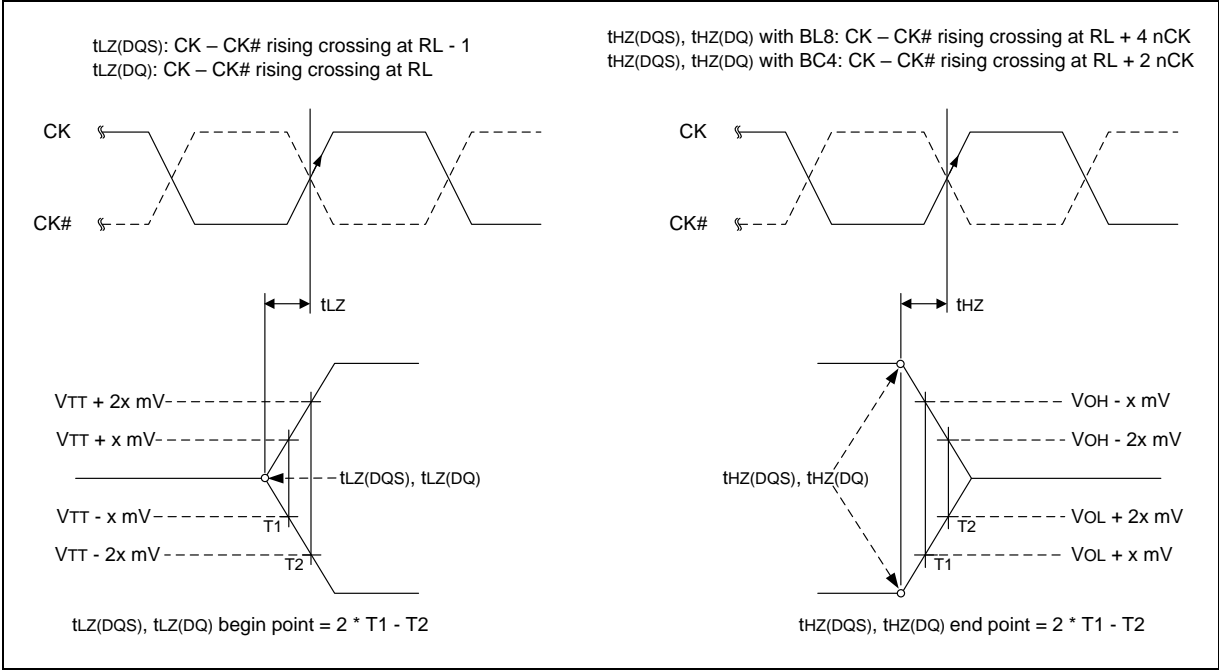 tLZ(DQS): CK – CK# rising crossing at RL - 1
tLZ(DQ): CK – CK# rising crossing at RL
CK
CK#
tLZ
VTT + 2x mV
VTT + x mV
tLZ(DQS), tLZ(DQ)
VTT - x mV
T1
VTT - 2x mV
T2
tLZ(DQS), tLZ(DQ) begin point = 2 * T1 - T2
tHZ(DQS), tHZ(DQ) with BL8: CK – CK# rising crossing at RL + 4 nCK
tHZ(DQS), tHZ(DQ) with BC4: CK – CK# rising crossing at RL + 2 nCK
CK
CK#
tHZ
VOH - x mV
VOH - 2x mV
tHZ(DQS), tHZ(DQ)
VOL + 2x mV
T2
VOL + x mV
T1
tHZ(DQS), tHZ(DQ) end point = 2 * T1 - T2